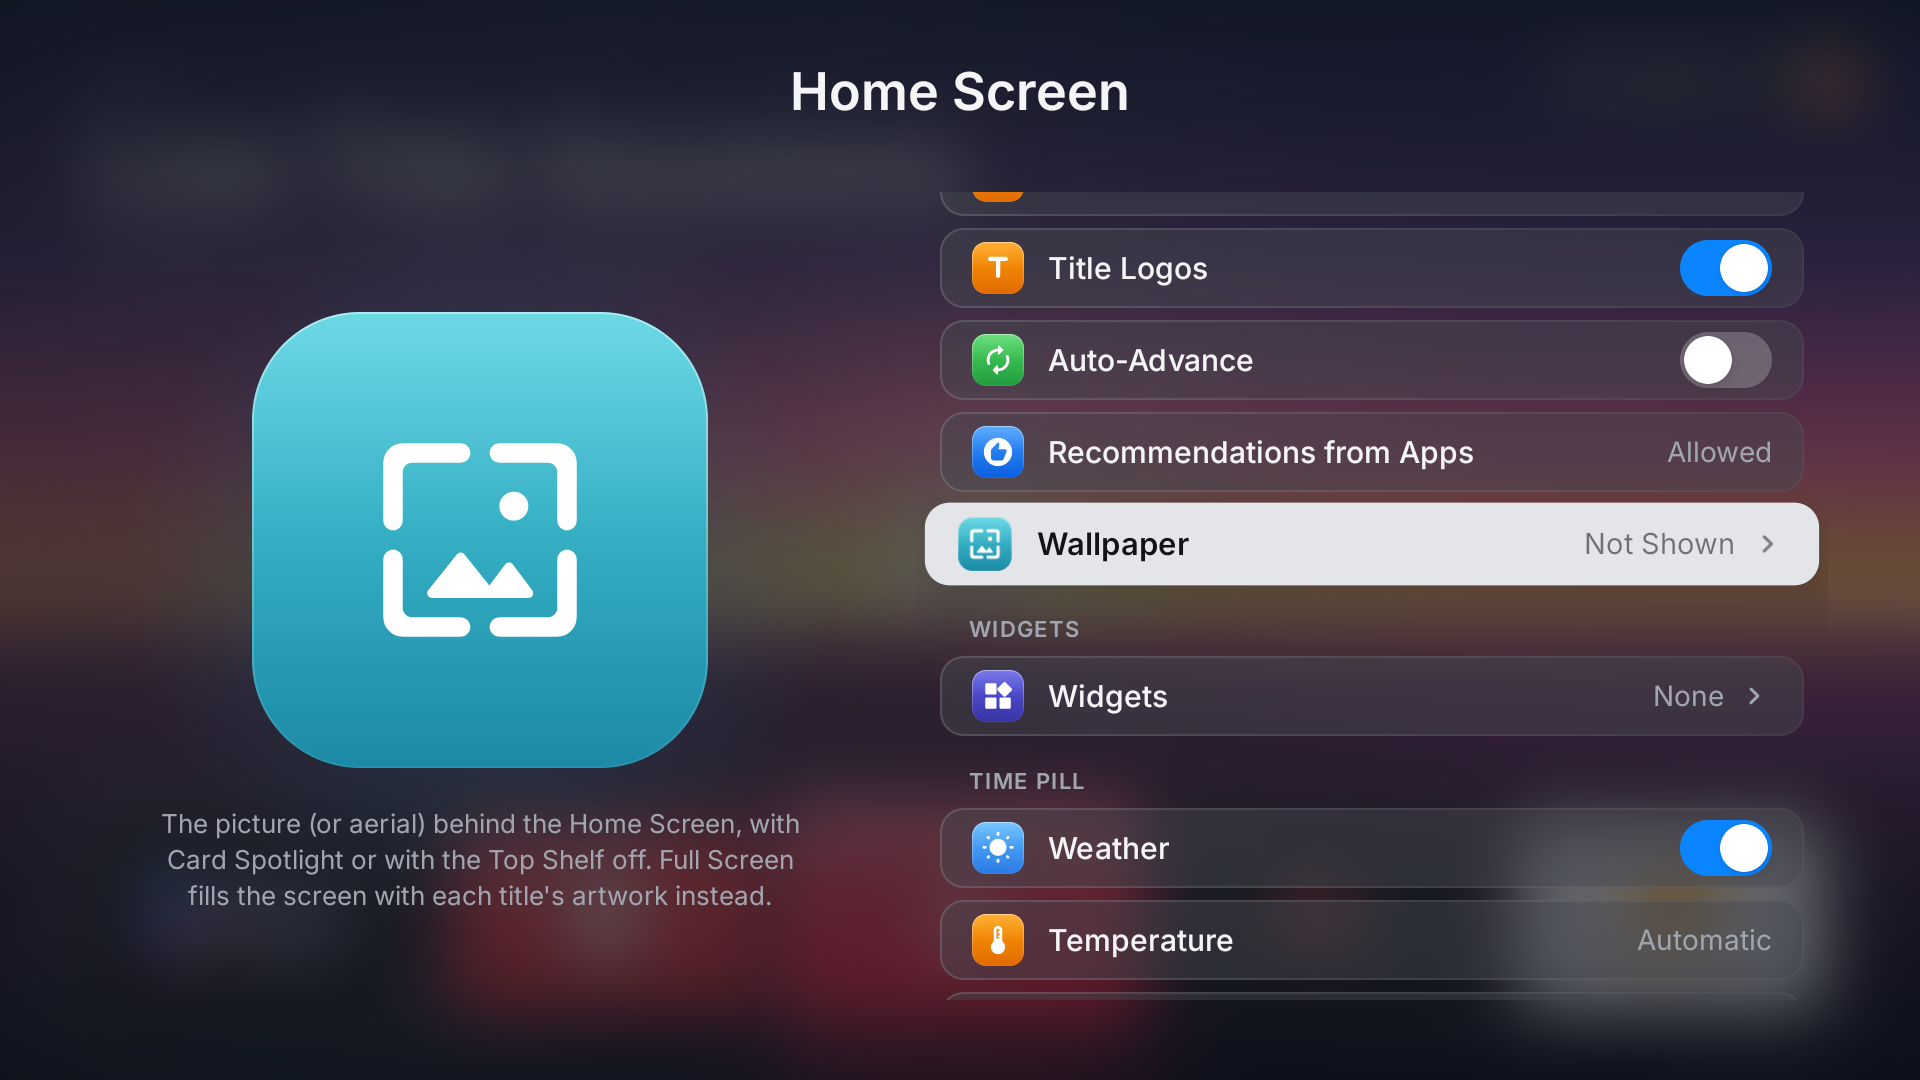 Home Screen
Title Logos
Auto-Advance
Recommendations from Apps Allowed
Wallpaper Not Shown
WIDGETS
Widgets None
TIME PILL
Weather
Temperature Automatic
The picture (or aerial) behind the Home Screen, with
Card Spotlight or with the Top Shelf off. Full Screen
fills the screen with each title's artwork instead.